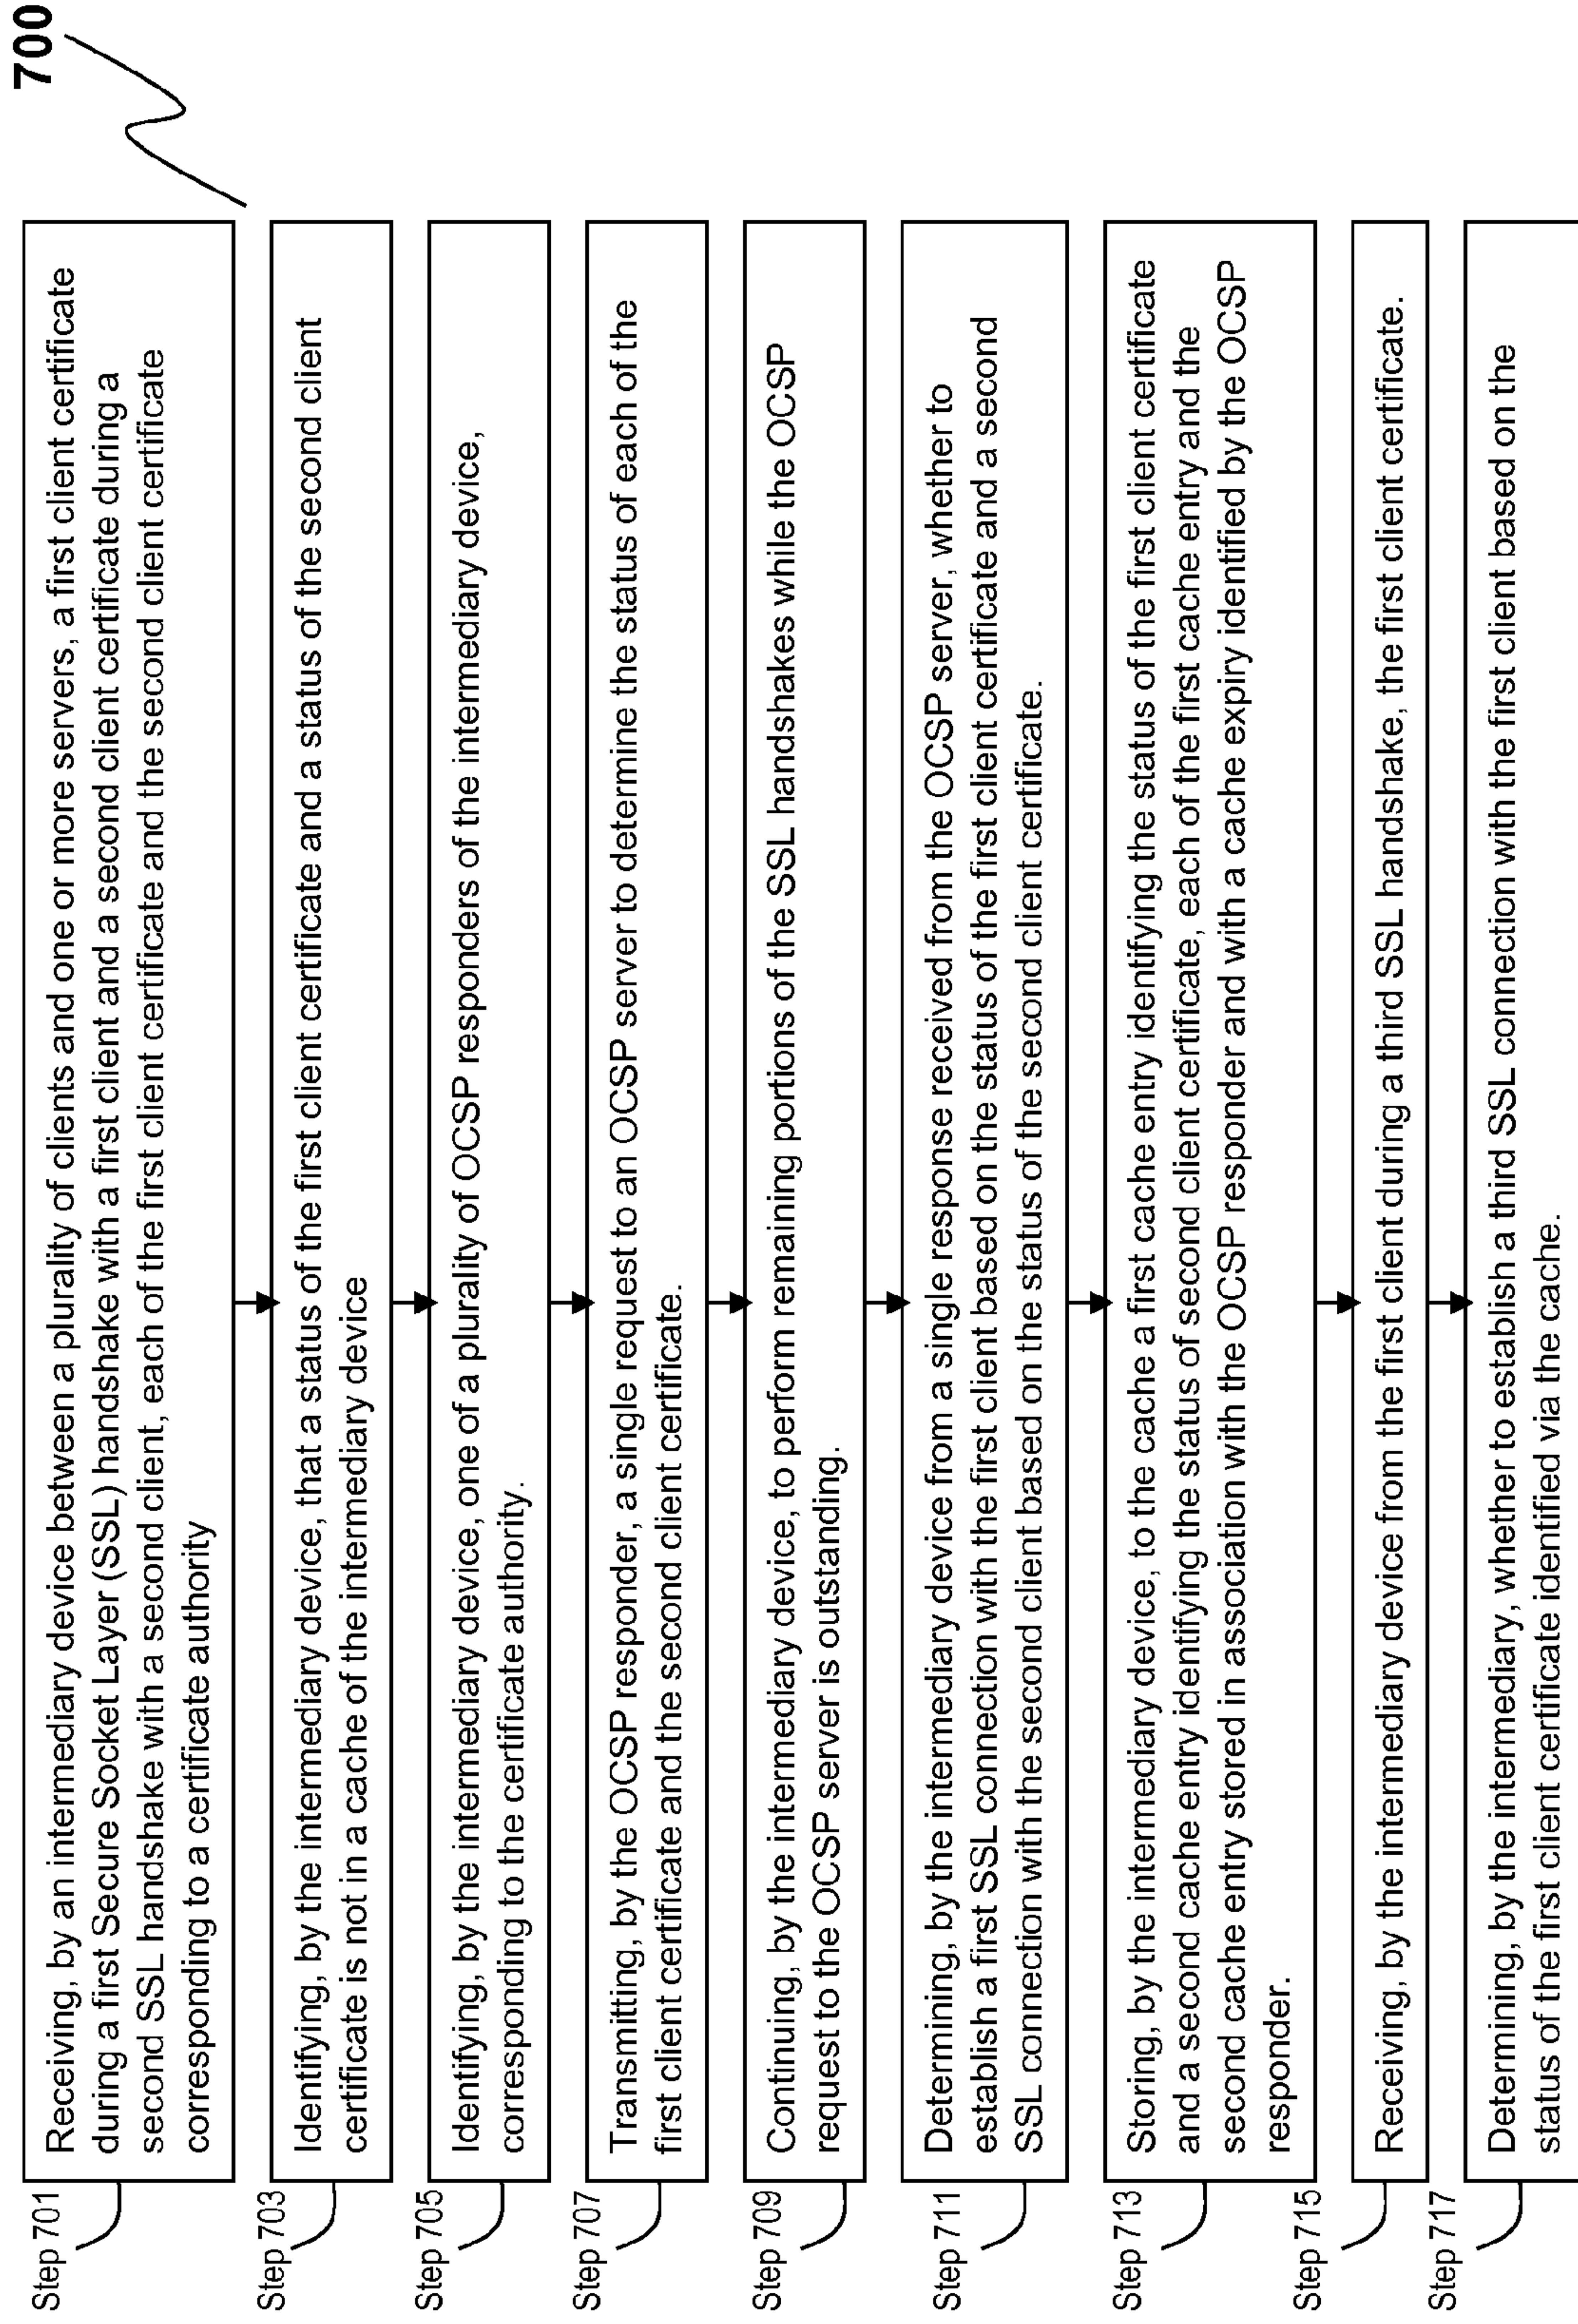 700
Step 701
Receiving, by an intermediary device between a plurality of clients and one or more servers, a first client certificate
during a first Secure Socket Layer (SSL) handshake with a first client and a second client certificate during a
second SSL handshake with a second client, each of the first client certificate and the second client certificate
corresponding to a certificate authority
Step 703
Identifying, by the intermediary device, that a status of the first client certificate and a status of the second client
certificate is not in a cache of the intermediary device
Step 705
Identifying, by the intermediary device, one of a plurality of OCSP responders of the intermediary device,
corresponding to the certificate authority.
Step 707
Transmitting, by the OCSP responder, a single request to an OCSP server to determine the status of each of the
first client certificate and the second client certificate.
Step 709
Continuing, by the intermediary device, to perform remaining portions of the SSL handshakes while the OCSP
request to the OCSP server is outstanding.
Step 711
Determining, by the intermediary device from a single response received from the OCSP server, whether to
establish a first SSL connection with the first client based on the status of the first client certificate and a second
SSL connection with the second client based on the status of the second client certificate.
Step 713
Storing, by the intermediary device, to the cache a first cache entry identifying the status of the first client certificate
and a second cache entry identifying the status of second client certificate, each of the first cache entry and the
second cache entry stored in association with the OCSP responder and with a cache expiry identified by the OCSP
responder.
Step 715
Receiving, by the intermediary device from the first client during a third SSL handshake, the first client certificate.
Step 717
Determining, by the intermediary, whether to establish a third SSL connection with the first client based on the
status of the first client certificate identified via the cache.